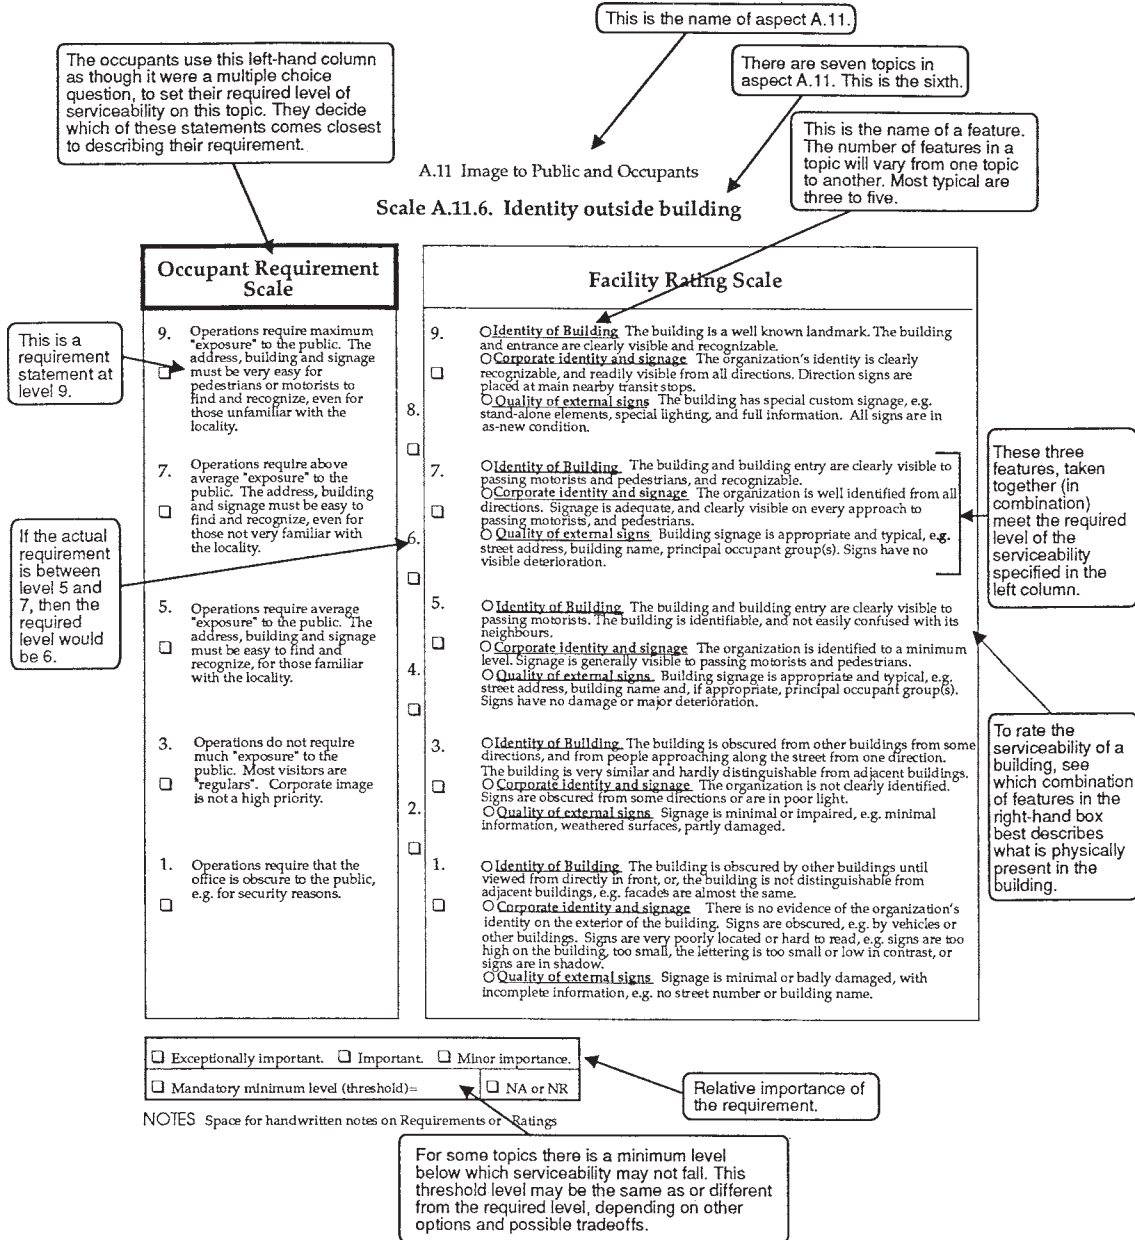 This is the name of aspect A.11.
The occupants use this left-hand column
as though it were a multiple choice
question, to set their required level of
serviceability on this topic. They decide
which of these statements comes closest
to describing their requirement.
There are seven topics in
aspect A.11. This is the sixth.
This is the name of a feature.
The number of features in a
topic will vary from one topic
to another. Most typical are
three to five.
A.11 Image to Public and Occupants
Scale A.11.6. Identity outside building
Occupant Requirement
Scale
Facility Rating Scale
This is a
requirement
statement at
level 9.
9. Operations require maximum
"exposure" to the public. The
address, building and signage
must be very easy for
pedestrians or motorists to
find and recognize, even for
those unfamiliar with the
locality.
8.
9. Identity of Building The building is a well known landmark. The building
and entrance are clearly visible and recognizable.
Corporate identity and signage The organization's identity is clearly
recognizable, and readily visible from all directions. Direction signs are
placed at main nearby transit stops.
Quality of external signs The building has special custom signage, e.g.
stand-alone elements, special lighting, and full information. All signs are in
as-new condition.
7. Operations require above
average "exposure" to the
public. The address, building
and signage must be easy to
find and recognize, even for
those not very familiar with
the locality.
6.
7. Identity of Building The building and building entry are clearly visible to
passing motorists and pedestrians, and recognizable.
Corporate identity and signage The organization is well identified from all
directions. Signage is adequate, and clearly visible on every approach to
passing motorists, and pedestrians.
Quality of external signs Building signage is appropriate and typical, e.g.
street address, building name, principal occupant group(s). Signs have no
visible deterioration.
These three
features, taken
together (in
combination)
meet the required
level of the
serviceability
specified in the
left column.
If the actual
requirement
is between
level 5 and
7, then the
required
level would
be 6.
5. Operations require average
"exposure" to the public. The
address, building and signage
must be easy to find and
recognize, for those familiar
with the locality.
4.
5. Identity of Building The building and building entry are clearly visible to
passing motorists. The building is identifiable, and not easily confused with its
neighbours.
Corporate identity and signage The organization is identified to a minimum
level. Signage is generally visible to passing motorists and pedestrians.
Quality of external signs Building signage is appropriate and typical, e.g.
street address, building name and, if appropriate, principal occupant group(s).
Signs have no damage or major deterioration.
To rate the
serviceability of a
building, see
which combination
of features in the
right-hand box
best describes
what is physically
present in the
building.
3. Operations do not require
much "exposure" to the
public. Most visitors are
"regulars". Corporate image
is not a high priority.
2.
3. Identity of Building The building is obscured from other buildings from some
directions, and from people approaching along the street from one direction.
The building is very similar and hardly distinguishable from adjacent buildings.
Corporate identity and signage The organization is not clearly identified.
Signs are obscured from some directions or are in poor light.
Quality of external signs Signage is minimal or impaired, e.g. minimal
information, weathered surfaces, partly damaged.
1. Operations require that the
office is obscure to the public,
e.g. for security reasons.
1. Identity of Building The building is obscured by other buildings until
viewed from directly in front, or, the building is not distinguishable from
adjacent buildings, e.g. facades are almost the same.
Corporate identity and signage There is no evidence of the organization's
identity on the exterior of the building. Signs are obscured, e.g. by vehicles or
other buildings. Signs are very poorly located or hard to read, e.g. signs are too
high on the building, too small, the lettering is too small or low in contrast, or
signs are in shadow.
Quality of external signs Signage is minimal or badly damaged, with
incomplete information, e.g. no street number or building name.
Exceptionally important. Important. Minor importance.
Mandatory minimum level (threshold)= NA or NR
Relative importance of
the requirement.
NOTES Space for handwritten notes on Requirements or Ratings
For some topics there is a minimum level
below which serviceability may not fall. This
threshold level may be the same as or different
from the required level, depending on other
options and possible tradeoffs.